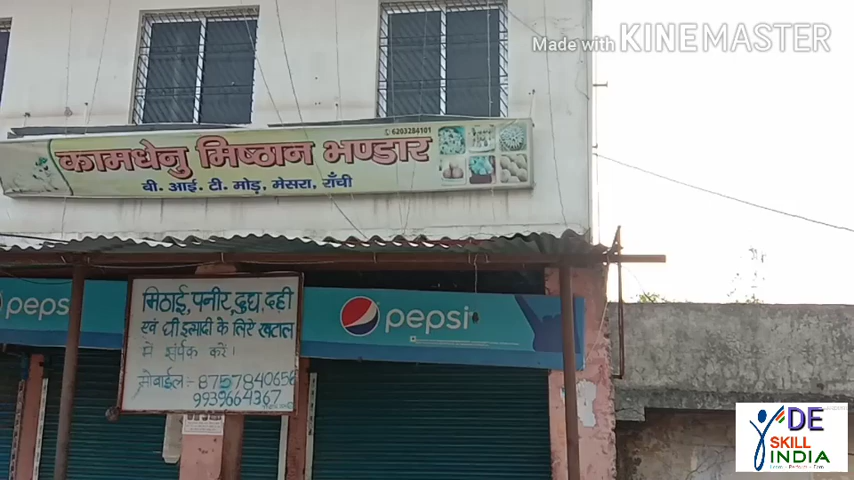 Made with KINEMASTER
6203284101
कामधेनु मिष्ठान भण्डार
बी. आई. टी. मोड़, मेसरा, राँची
pepsi
pepsi
मिठाई, पनीर, दुध, दही
एवं घी इत्यादी के लिए खटाल
में संर्पक करें।
मोबाईल :- 8757840656
9939664367
DE
SKILL
INDIA